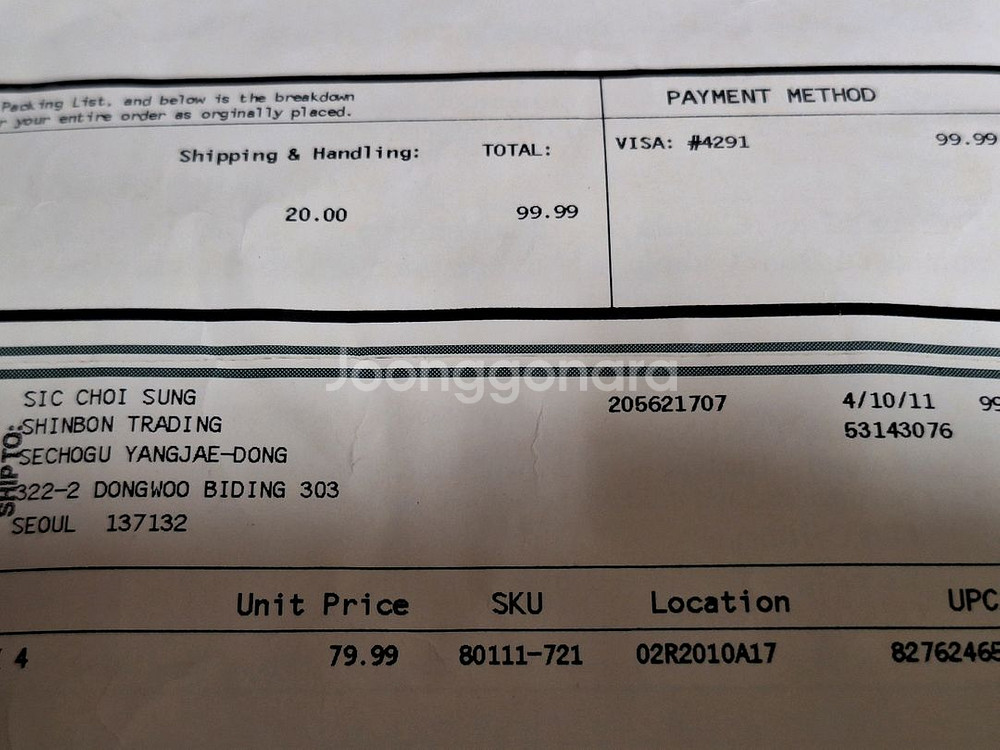 Packing List, and below is the breakdown
r your entire order as orginally placed.
PAYMENT METHOD
Shipping & Handling: TOTAL:
VISA: #4291 99.99
20.00 99.99
Joonggonara
SHIP TO:
SIC CHOI SUNG 205621707 4/10/11 99
SHINBON TRADING 53143076
SECHOGU YANGJAE-DONG
322-2 DONGWOO BIDING 303
SEOUL 137132
Unit Price SKU Location UPC
4 79.99 80111-721 02R2010A17 82762465